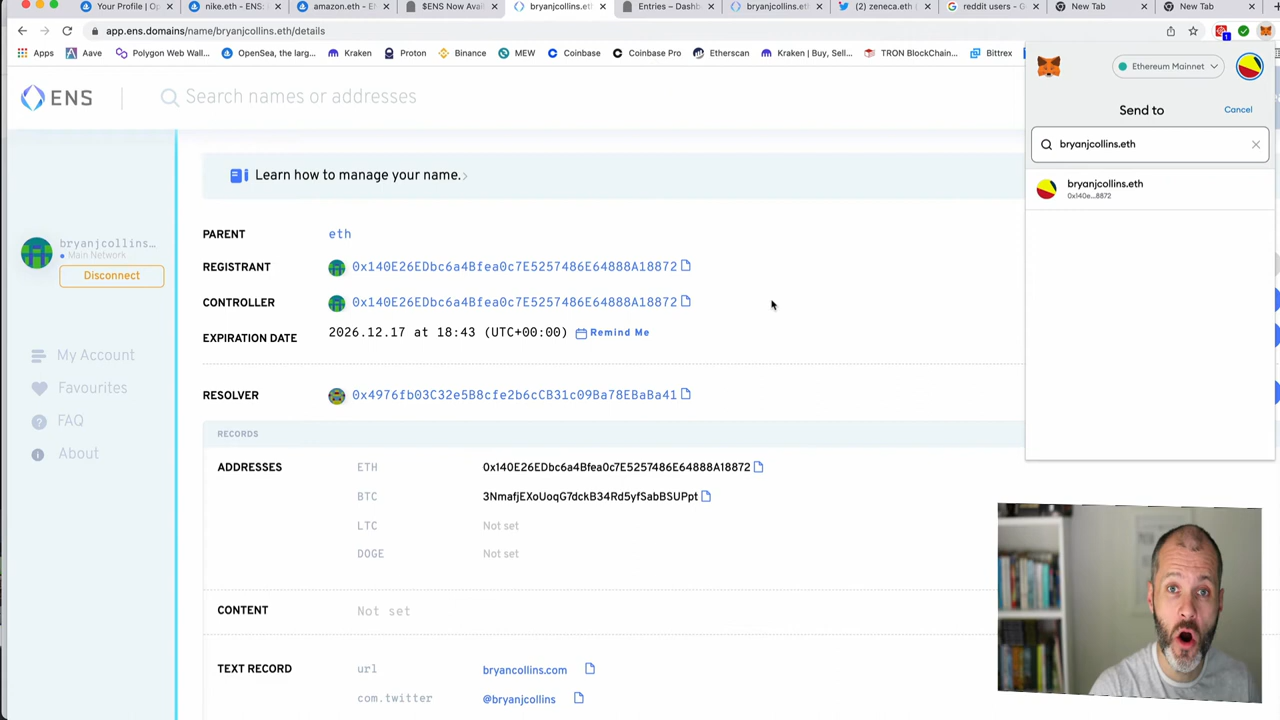 Your Profile | Op
nike.eth - ENS:
amazon.eth - E
$ENS Now Avai
bryanjcollins.eth
Entries – Dashb
bryanjcollins.eth
(2) zeneca.eth (
reddit users - G
New Tab
New Tab
app.ens.domains/name/bryanjcollins.eth/details
1
Apps
Aave
Polygon Web Wall...
OpenSea, the larg...
Kraken
Proton
Binance
MEW
Coinbase
Coinbase Pro
Etherscan
Kraken | Buy, Sell...
TRON BlockChain...
Bittrex
ENS
Search names or addresses
Learn how to manage your name.
bryanjcollins...
Main Network
Disconnect
My Account
Favourites
FAQ
About
PARENT eth
REGISTRANT 0x140E26EDbc6a4Bfea0c7E5257486E64888A18872
CONTROLLER 0x140E26EDbc6a4Bfea0c7E5257486E64888A18872
EXPIRATION DATE 2026.12.17 at 18:43 (UTC+00:00) Remind Me
RESOLVER 0x4976fb03C32e5B8cfe2b6cCB31c09Ba78EBaBa41
RECORDS
ADDRESSES ETH 0x140E26EDbc6a4Bfea0c7E5257486E64888A18872
BTC 3NmafjEXoUoqG7dckB34Rd5yfSabBSUPpt
LTC Not set
DOGE Not set
CONTENT Not set
TEXT RECORD url bryancollins.com
com.twitter @bryanjcollins
Ethereum Mainnet
Send to
Cancel
bryanjcollins.eth
bryanjcollins.eth
0x140e...8872